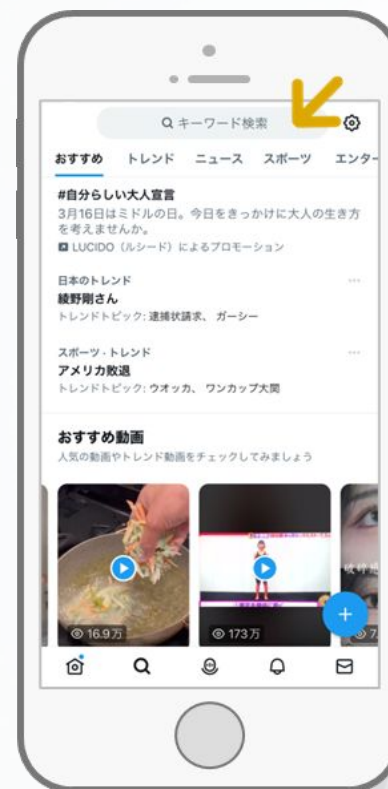 キーワード検索
おすすめ トレンド ニュース スポーツ エンター
#自分らしい大人宣言
3月16日はミドルの日。今日をきっかけに大人の生き方
を考えませんか。
LUCIDO（ルシード）によるプロモーション
日本のトレンド
綾野剛さん
トレンドトピック: 逮捕状請求、 ガーシー
スポーツ · トレンド
アメリカ敗退
トレンドトピック: ウオッカ、 ワンカップ大関
おすすめ動画
人気の動画やトレンド動画をチェックしてみましょう
16.9万
173万